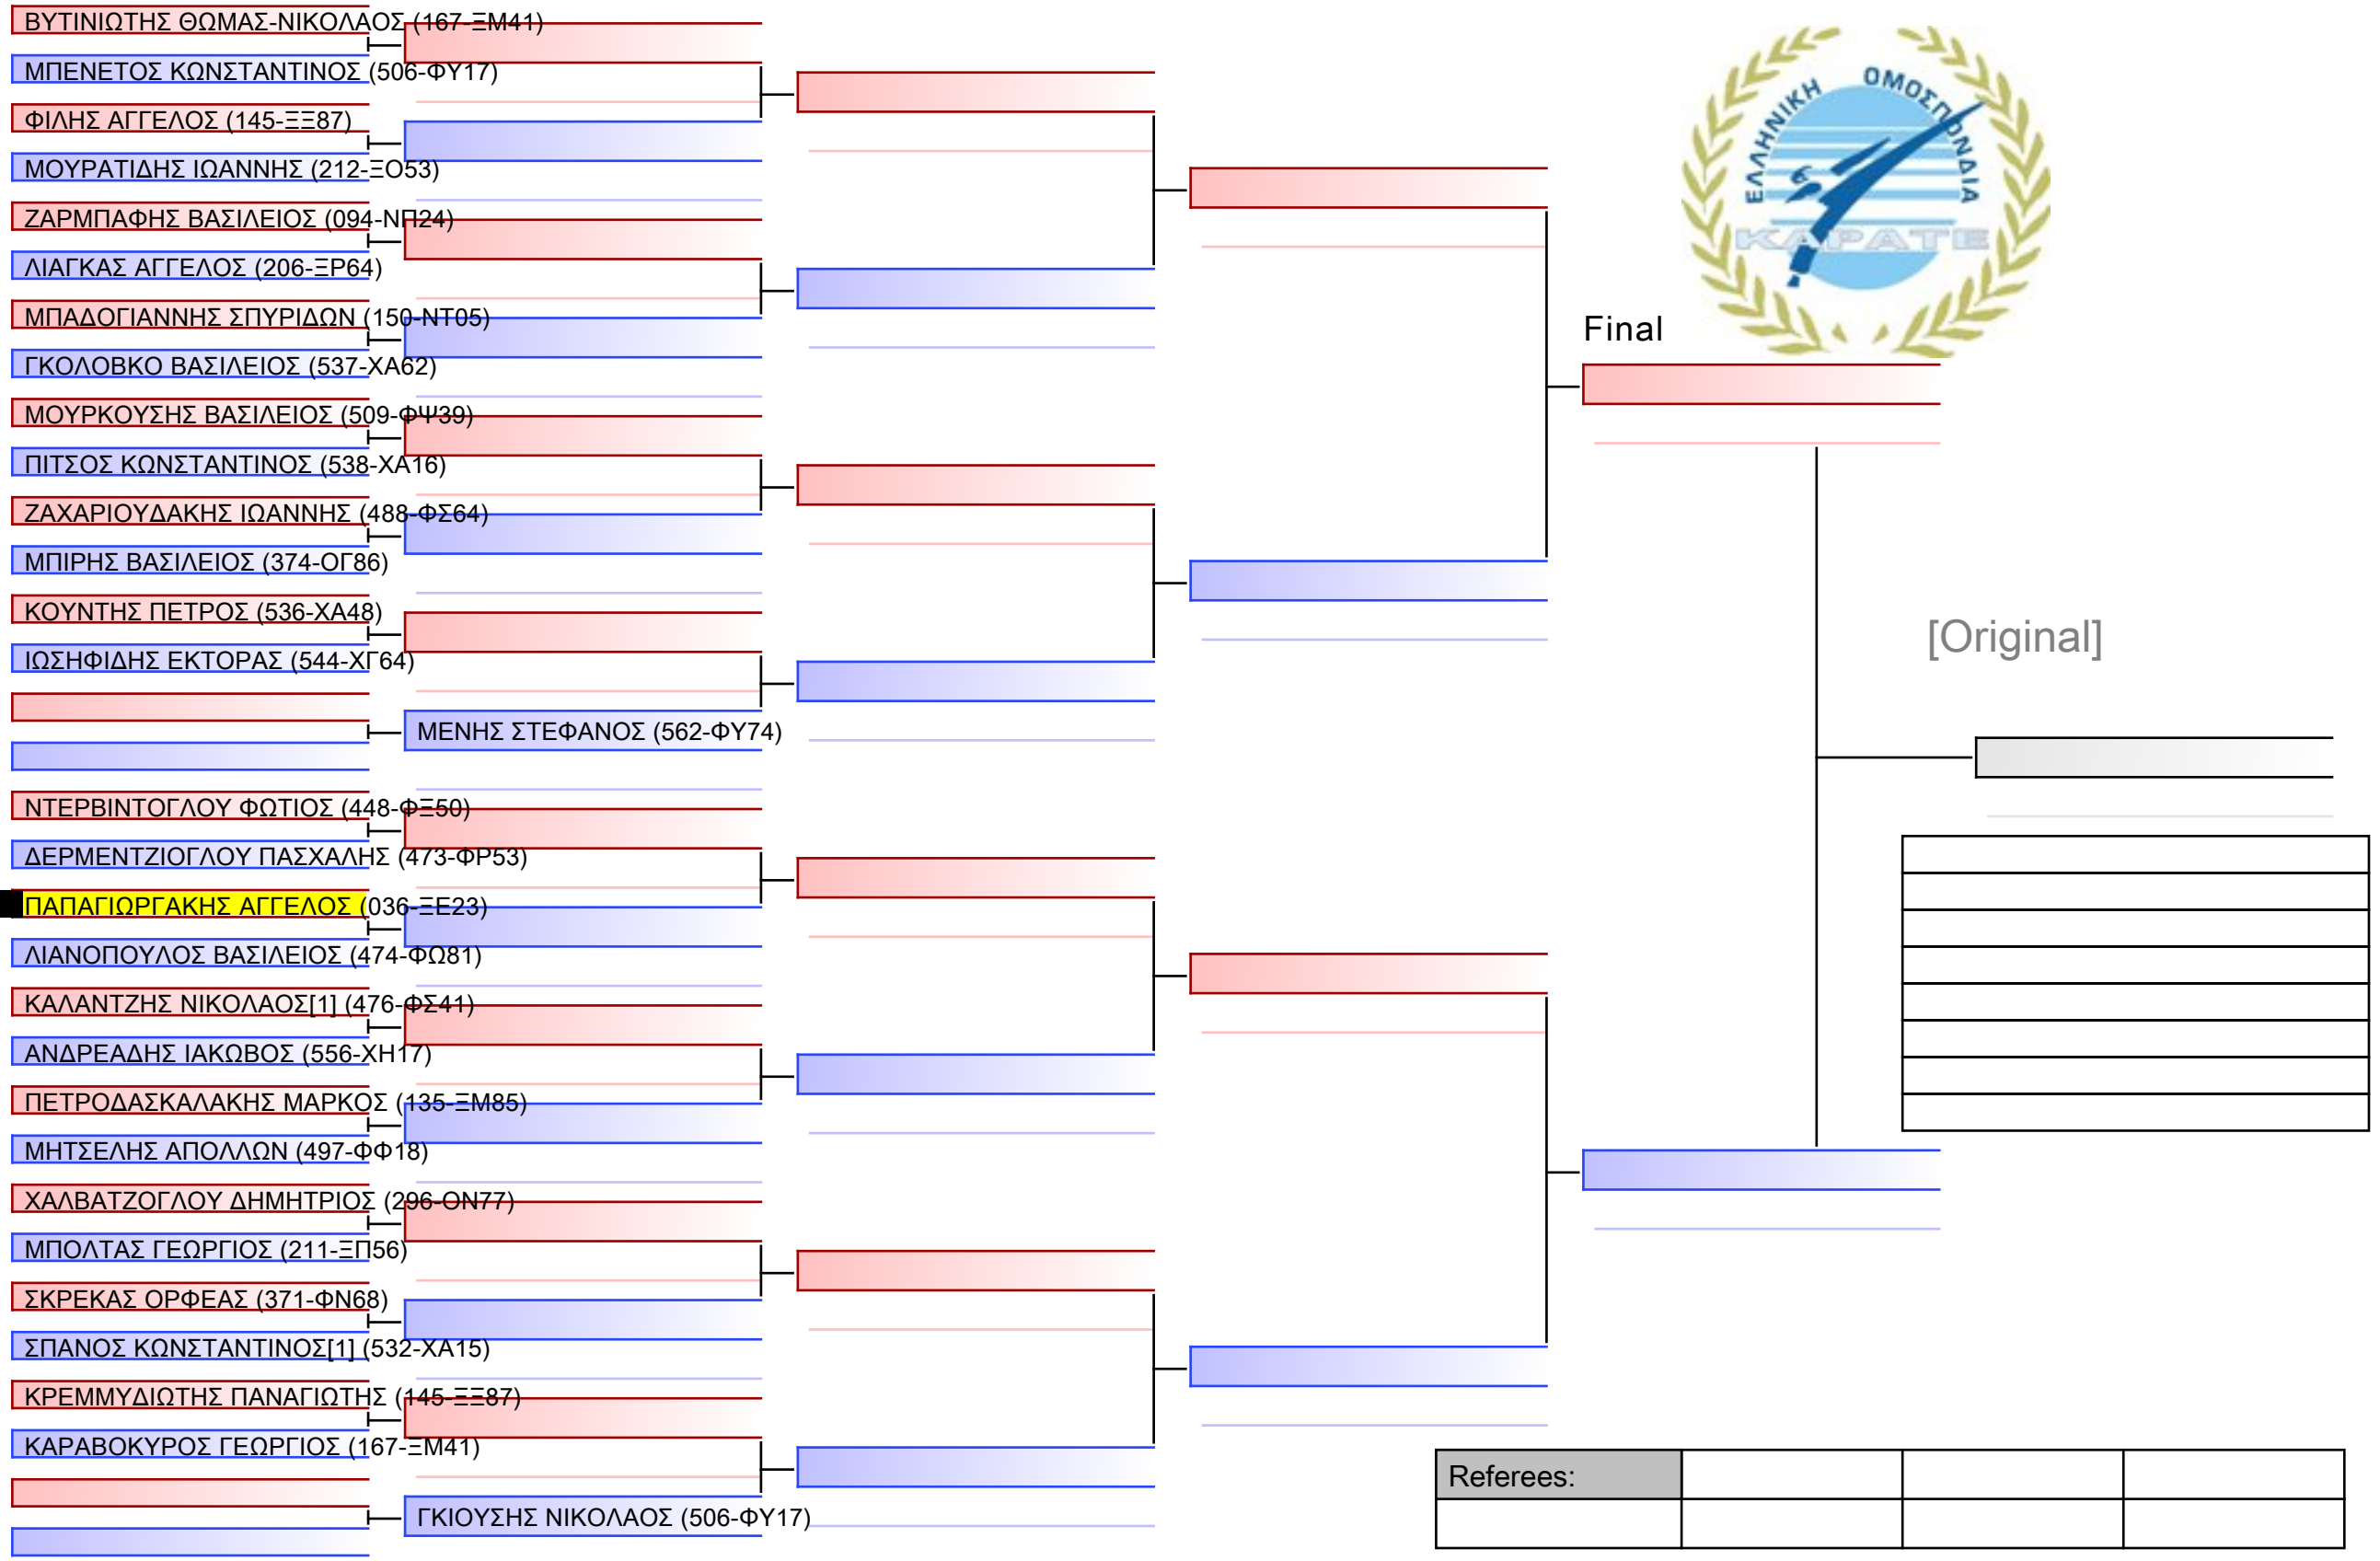 ΒΥΤΙΝΙΩΤΗΣ ΘΩΜΑΣ-ΝΙΚΟΛΑΟΣ (167-ΞΜ41)
ΜΠΕΝΕΤΟΣ ΚΩΝΣΤΑΝΤΙΝΟΣ (506-ΦΥ17)
ΦΙΛΗΣ ΑΓΓΕΛΟΣ (145-ΞΞ87)
ΜΟΥΡΑΤΙΔΗΣ ΙΩΑΝΝΗΣ (212-ΞΟ53)
ΖΑΡΜΠΑΦΗΣ ΒΑΣΙΛΕΙΟΣ (094-ΝΠ24)
ΛΙΑΓΚΑΣ ΑΓΓΕΛΟΣ (206-ΞΡ64)
ΜΠΑΔΟΓΙΑΝΝΗΣ ΣΠΥΡΙΔΩΝ (150-ΝΤ05)
ΓΚΟΛΟΒΚΟ ΒΑΣΙΛΕΙΟΣ (537-ΧΑ62)
ΜΟΥΡΚΟΥΣΗΣ ΒΑΣΙΛΕΙΟΣ (509-ΦΨ39)
ΠΙΤΣΟΣ ΚΩΝΣΤΑΝΤΙΝΟΣ (538-ΧΑ16)
ΖΑΧΑΡΙΟΥΔΑΚΗΣ ΙΩΑΝΝΗΣ (488-ΦΣ64)
ΜΠΙΡΗΣ ΒΑΣΙΛΕΙΟΣ (374-ΟΓ86)
ΚΟΥΝΤΗΣ ΠΕΤΡΟΣ (536-ΧΑ48)
ΙΩΣΗΦΙΔΗΣ ΕΚΤΟΡΑΣ (544-ΧΓ64)
ΜΕΝΗΣ ΣΤΕΦΑΝΟΣ (562-ΦΥ74)
ΝΤΕΡΒΙΝΤΟΓΛΟΥ ΦΩΤΙΟΣ (448-ΦΞ50)
ΔΕΡΜΕΝΤΖΙΟΓΛΟΥ ΠΑΣΧΑΛΗΣ (473-ΦΡ53)
ΠΑΠΑΓΙΩΡΓΑΚΗΣ ΑΓΓΕΛΟΣ (036-ΞΕ23)
ΛΙΑΝΟΠΟΥΛΟΣ ΒΑΣΙΛΕΙΟΣ (474-ΦΩ81)
ΚΑΛΑΝΤΖΗΣ ΝΙΚΟΛΑΟΣ[1] (476-ΦΣ41)
ΑΝΔΡΕΑΔΗΣ ΙΑΚΩΒΟΣ (556-ΧΗ17)
ΠΕΤΡΟΔΑΣΚΑΛΑΚΗΣ ΜΑΡΚΟΣ (135-ΞΜ85)
ΜΗΤΣΕΛΗΣ ΑΠΟΛΛΩΝ (497-ΦΦ18)
ΧΑΛΒΑΤΖΟΓΛΟΥ ΔΗΜΗΤΡΙΟΣ (296-ΟΝ77)
ΜΠΟΛΤΑΣ ΓΕΩΡΓΙΟΣ (211-ΞΠ56)
ΣΚΡΕΚΑΣ ΟΡΦΕΑΣ (371-ΦΝ68)
ΣΠΑΝΟΣ ΚΩΝΣΤΑΝΤΙΝΟΣ[1] (532-ΧΑ15)
ΚΡΕΜΜΥΔΙΩΤΗΣ ΠΑΝΑΓΙΩΤΗΣ (145-ΞΞ87)
ΚΑΡΑΒΟΚΥΡΟΣ ΓΕΩΡΓΙΟΣ (167-ΞΜ41)
ΓΚΙΟΥΣΗΣ ΝΙΚΟΛΑΟΣ (506-ΦΥ17)
ΕΛΛΗΝΙΚΗ ΟΜΟΣΠΟΝΔΙΑ
ΚΑΡΑΤΕ
Final
[Original]
Referees: